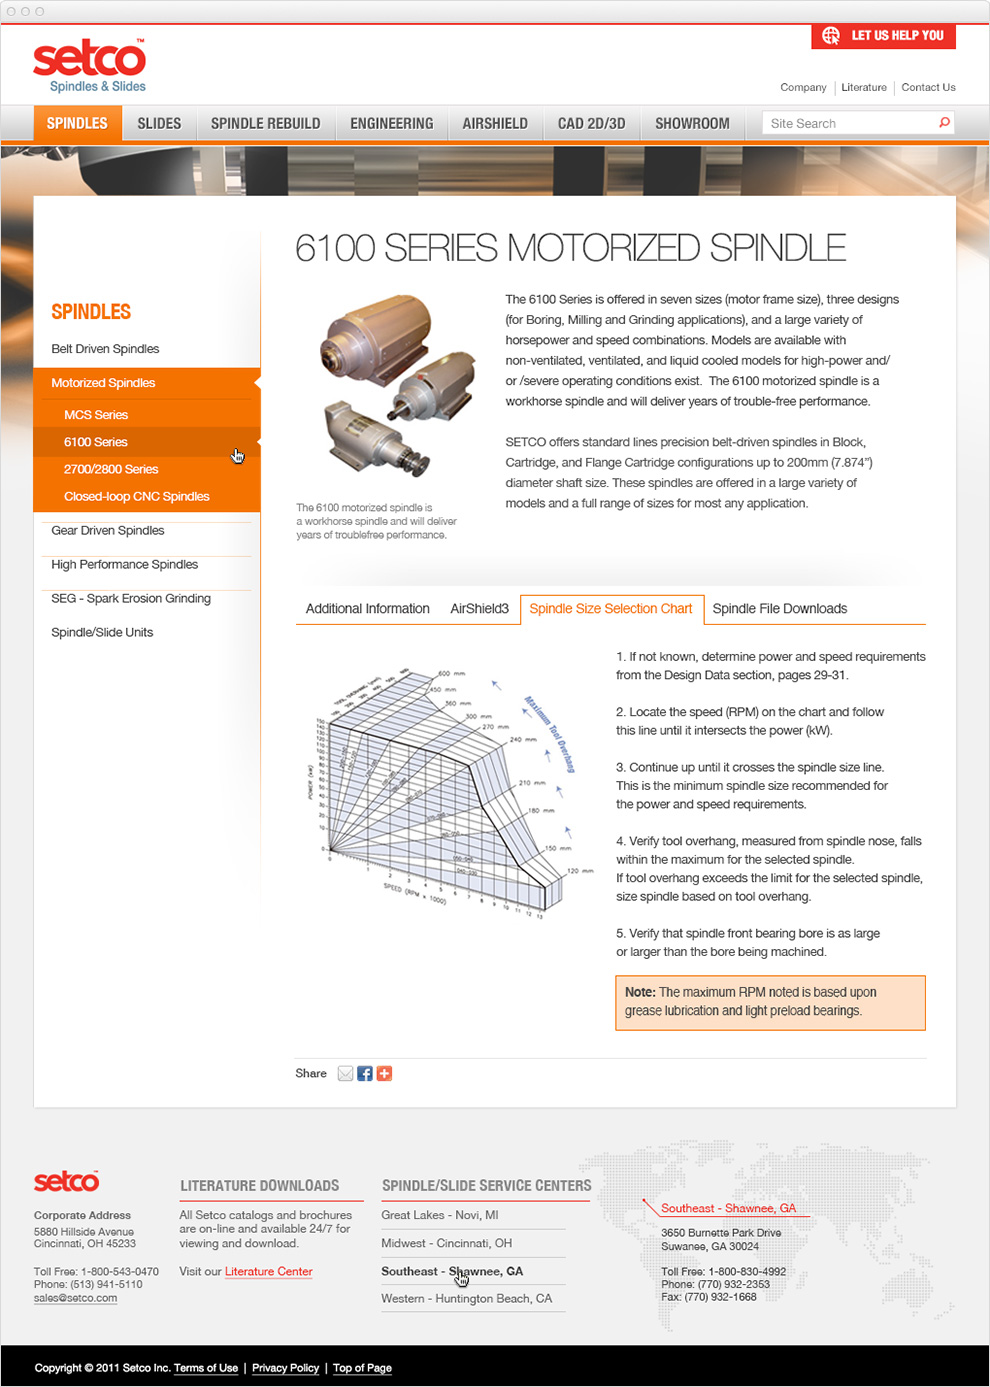 setco™
Spindles & Slides
LET US HELP YOU
Company
Literature
Contact Us
SPINDLES
SLIDES
SPINDLE REBUILD
ENGINEERING
AIRSHIELD
CAD 2D/3D
SHOWROOM
Site Search
SPINDLES
Belt Driven Spindles
Motorized Spindles
MCS Series
6100 Series
2700/2800 Series
Closed-loop CNC Spindles
Gear Driven Spindles
High Performance Spindles
SEG - Spark Erosion Grinding
Spindle/Slide Units
6100 SERIES MOTORIZED SPINDLE
The 6100 motorized spindle is
a workhorse spindle and will deliver
years of troublefree performance.
The 6100 Series is offered in seven sizes (motor frame size), three designs
(for Boring, Milling and Grinding applications), and a large variety of
horsepower and speed combinations. Models are available with
non-ventilated, ventilated, and liquid cooled models for high-power and/
or /severe operating conditions exist. The 6100 motorized spindle is a
workhorse spindle and will deliver years of trouble-free performance.
SETCO offers standard lines precision belt-driven spindles in Block,
Cartridge, and Flange Cartridge configurations up to 200mm (7.874")
diameter shaft size. These spindles are offered in a large variety of
models and a full range of sizes for most any application.
Additional Information
AirShield3
Spindle Size Selection Chart
Spindle File Downloads
600 mm
450 mm
360 mm
300 mm
270 mm
240 mm
210 mm
180 mm
150 mm
120 mm
Maximum Tool Overhang
POWER (kW)
SPEED (RPM × 1000)
0 1 2 3 4 5 6 7 8 9 10 11 12 13
1. If not known, determine power and speed requirements
from the Design Data section, pages 29-31.
2. Locate the speed (RPM) on the chart and follow
this line until it intersects the power (kW).
3. Continue up until it crosses the spindle size line.
This is the minimum spindle size recommended for
the power and speed requirements.
4. Verify tool overhang, measured from spindle nose, falls
within the maximum for the selected spindle.
If tool overhang exceeds the limit for the selected spindle,
size spindle based on tool overhang.
5. Verify that spindle front bearing bore is as large
or larger than the bore being machined.
Note: The maximum RPM noted is based upon
grease lubrication and light preload bearings.
Share
setco™
Corporate Address
5880 Hillside Avenue
Cincinnati, OH 45233
Toll Free: 1-800-543-0470
Phone: (513) 941-5110
sales@setco.com
LITERATURE DOWNLOADS
All Setco catalogs and brochures
are on-line and available 24/7 for
viewing and download.
Visit our Literature Center
SPINDLE/SLIDE SERVICE CENTERS
Great Lakes - Novi, MI
Midwest - Cincinnati, OH
Southeast - Shawnee, GA
Western - Huntington Beach, CA
Southeast - Shawnee, GA
3650 Burnette Park Drive
Suwanee, GA 30024
Toll Free: 1-800-830-4992
Phone: (770) 932-2353
Fax: (770) 932-1668
Copyright © 2011 Setco Inc. Terms of Use | Privacy Policy | Top of Page